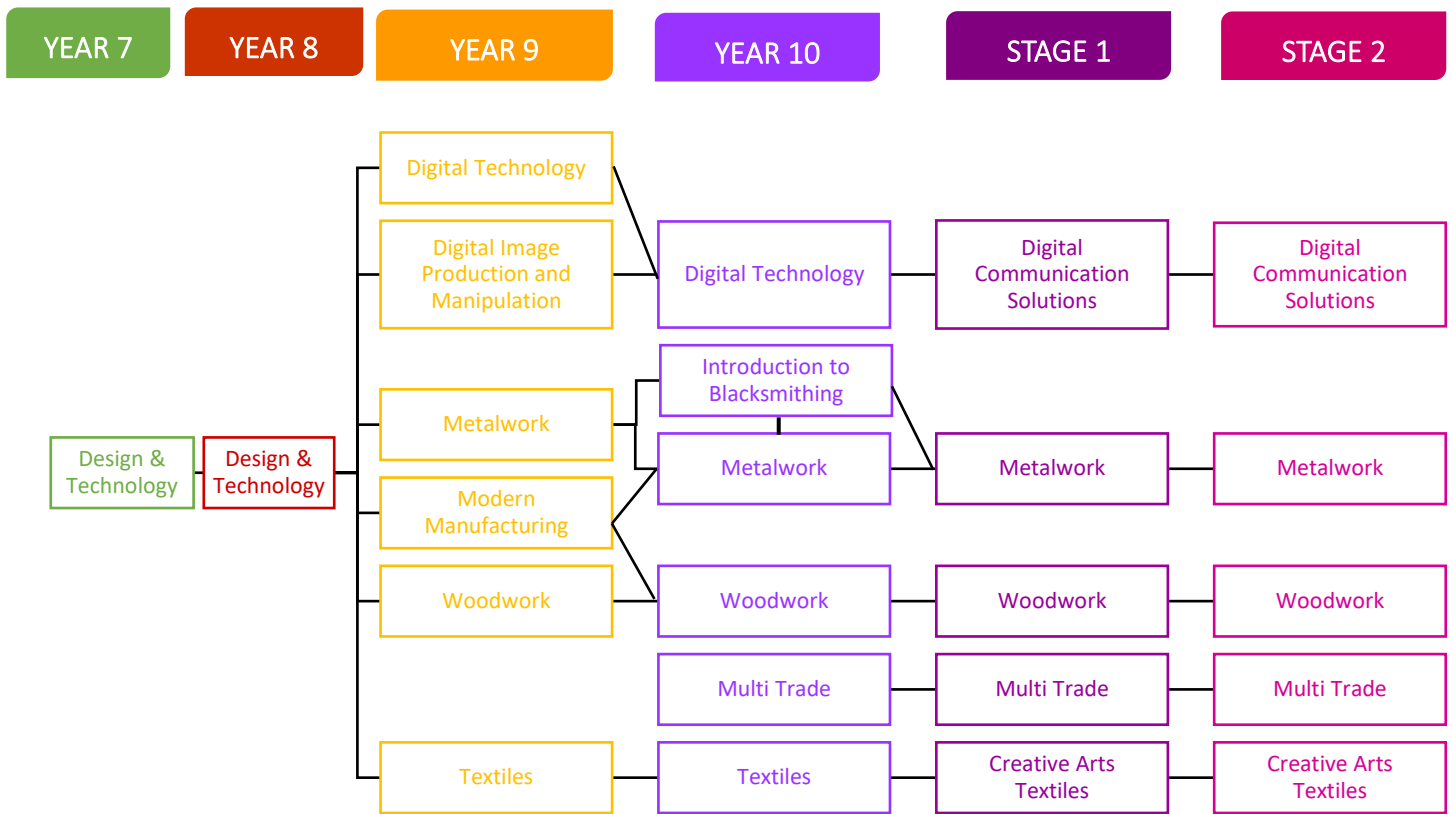 YEAR 7
YEAR 8
YEAR 9
YEAR 10
STAGE 1
STAGE 2
Design &
Technology
Design &
Technology
Digital Technology
Digital Image
Production and
Manipulation
Metalwork
Modern
Manufacturing
Woodwork
Textiles
Digital Technology
Introduction to
Blacksmithing
Metalwork
Woodwork
Multi Trade
Textiles
Digital
Communication
Solutions
Metalwork
Woodwork
Multi Trade
Creative Arts
Textiles
Digital
Communication
Solutions
Metalwork
Woodwork
Multi Trade
Creative Arts
Textiles